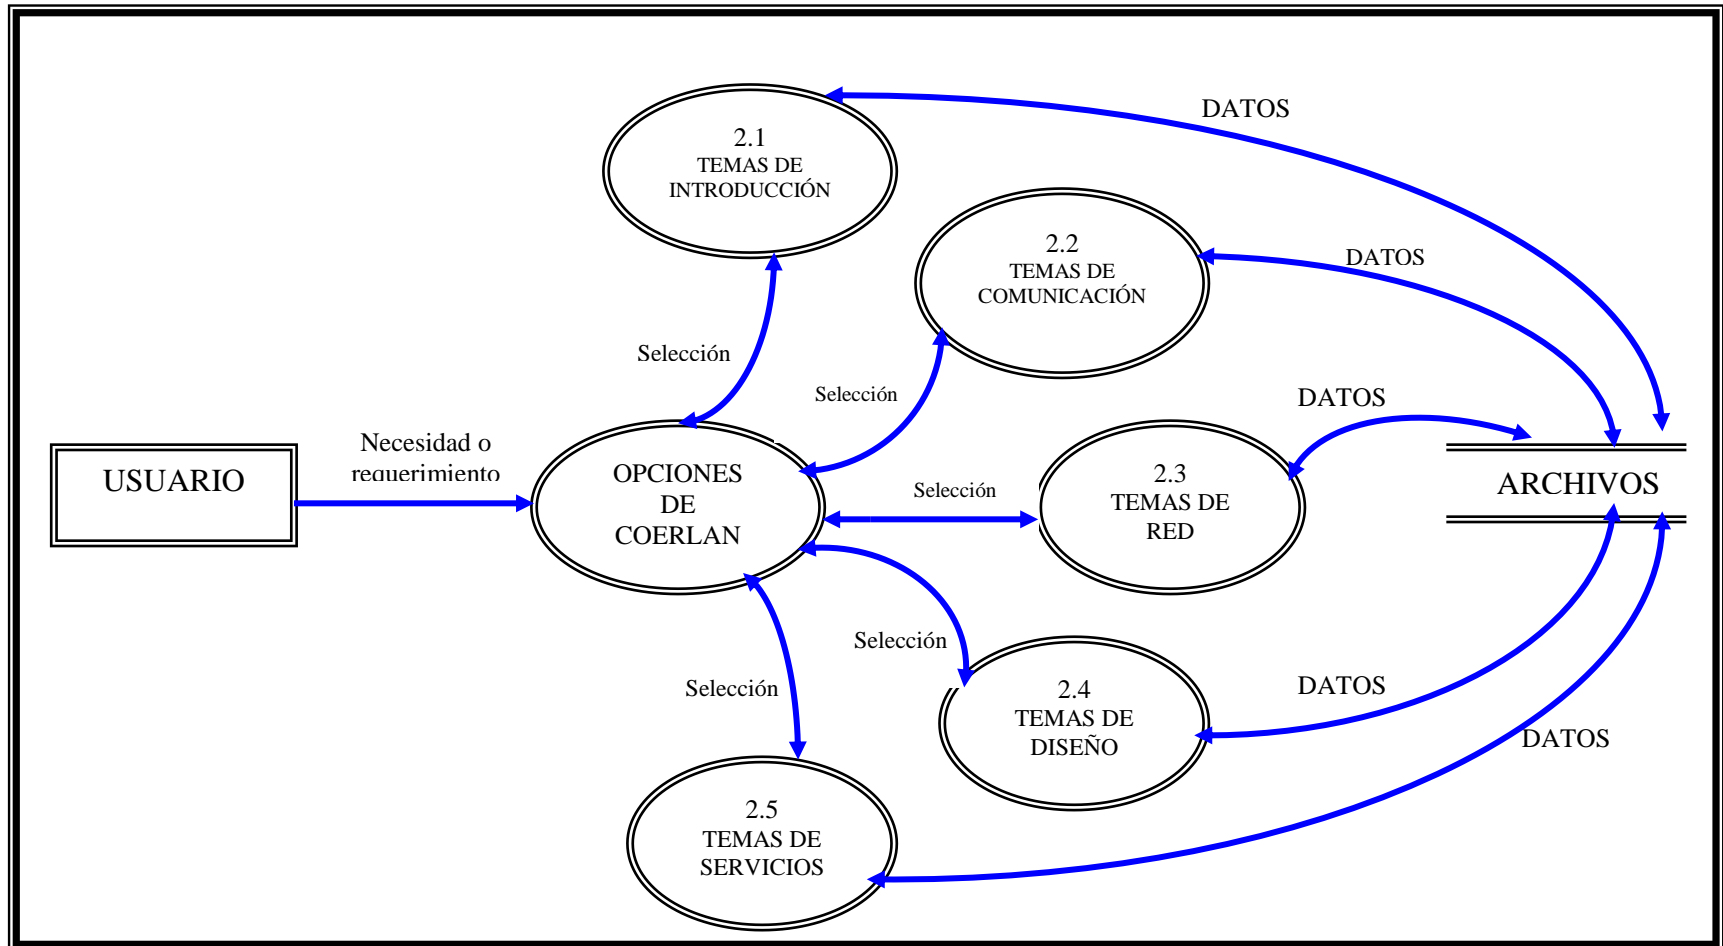 DATOS
2.1
TEMAS DE
INTRODUCCIÓN
2.2
TEMAS DE
COMUNICACIÓN
DATOS
Selección
Selección
DATOS
Necesidad o
requerimiento
USUARIO
OPCIONES
DE
COERLAN
Selección
2.3
TEMAS DE
RED
ARCHIVOS
Selección
Selección
2.4
TEMAS DE
DISEÑO
DATOS
DATOS
2.5
TEMAS DE
SERVICIOS